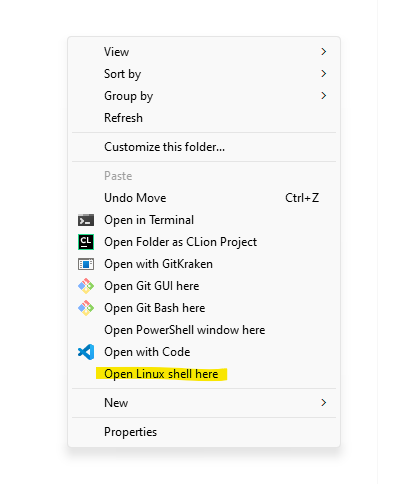 View
Sort by
Group by
Refresh
Customize this folder...
Paste
Undo Move Ctrl+Z
Open in Terminal
CL Open Folder as CLion Project
Open with GitKraken
Open Git GUI here
Open Git Bash here
Open PowerShell window here
Open with Code
Open Linux shell here
New
Properties